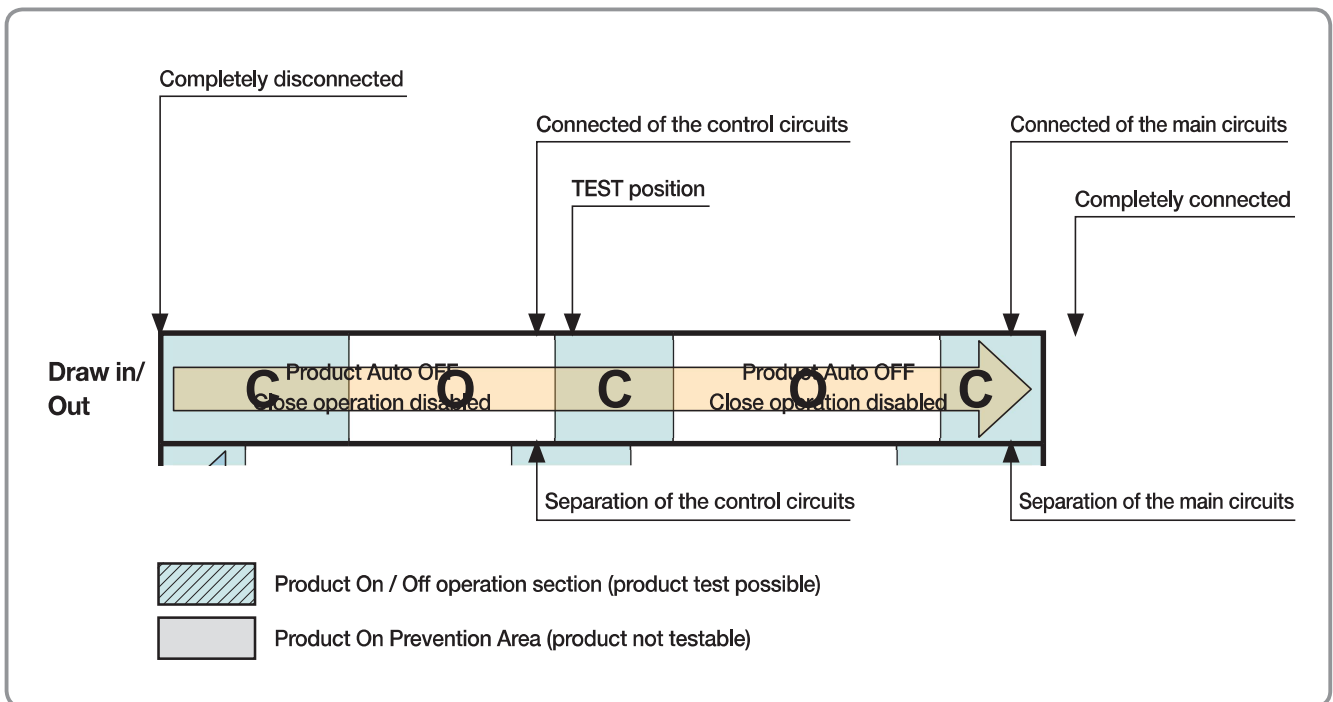 Completely disconnected
Connected of the control circuits
Connected of the main circuits
TEST position
Completely connected
Draw in/
Out
C
Product Auto OFF
Close operation disabled
O
C
Product Auto OFF
Close operation disabled
O
C
Separation of the control circuits
Separation of the main circuits
Product On / Off operation section (product test possible)
Product On Prevention Area (product not testable)